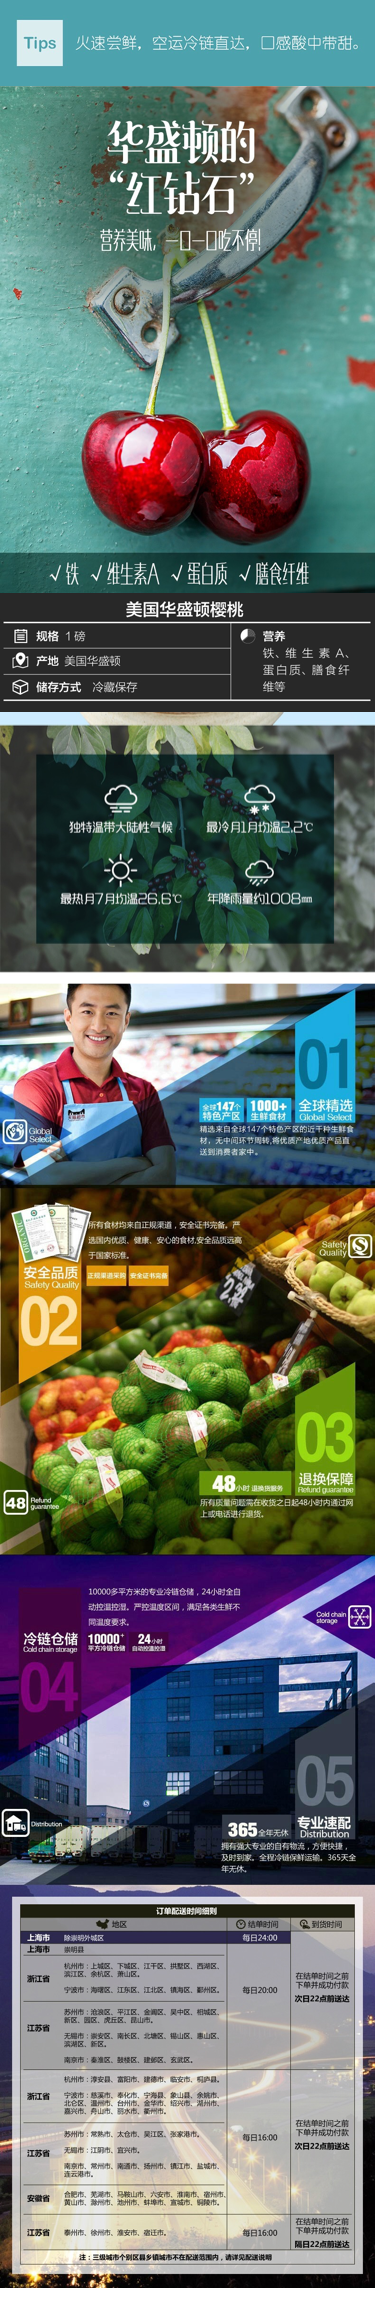 Tips
火速尝鲜，空运冷链直达，口感酸中带甜。
华盛顿的
“红钻石”
营养美味，一口一口吃不停！
√铁 √维生素A √蛋白质 √膳食纤维
美国华盛顿樱桃
规格 1磅
产地 美国华盛顿
储存方式 冷藏保存
营养
铁、维生素A、
蛋白质、膳食纤
维等
独特温带大陆性气候
最冷月1月均温2.2℃
最热月7月均温26.6℃
年降雨量约1008mm
01
全球147个
特色产区
1000+
生鲜食材
全球精选
Global Select
Global
Select
精选来自全球147个特色产区的近千种生鲜食
材，无中间环节周转,将优质产地优质产品直
送到消费者家中。
所有食材均来自正规渠道，安全证书完备。严
选国内优质、健康、安心的食材,安全品质远高
于国家标准。
正规渠道采购
安全证书完备
安全品质
Safety Quality
02
Safety
Quality
03
退换保障
Refund guarantee
48小时 退换货服务
48
Refund
guarantee
所有质量问题需在收货之日起48小时内通过网
上或电话进行退货。
10000多平方米的专业冷链仓储，24小时全自
动控温控湿。严控温度区间，满足各类生鲜不
同温度要求。
10000+
平方冷链仓储
24小时
自动控温控湿
冷链仓储
Cold chain
storage
04
Cold chain
storage
05
专业速配
Distribution
365全年无休
Distribution
拥有强大专业的自有物流，方便快捷，
及时到家。全程冷链保鲜运输。365天全
年无休。
订单配送时间细则
地区
结单时间
到货时间
上海市
除崇明外城区
每日24:00
上海市
崇明县
浙江省
杭州市：上城区、下城区、江干区、拱墅区、西湖区、
滨江区、余杭区、萧山区。
宁波市：海曙区、江东区、江北区、镇海区、鄞州区。
每日20:00
在结单时间之前
下单并成功付款
次日22点前送达
江苏省
苏州市：沧浪区、平江区、金阊区、吴中区、相城区、
新区、园区、虎丘区、昆山市。
无锡市：崇安区、南长区、北塘区、锡山区、惠山区、
滨湖区、新区。
南京市：秦淮区、鼓楼区、建邺区、玄武区。
浙江省
杭州市：淳安县、富阳市、建德市、临安市、桐庐县。
宁波市：慈溪市、奉化市、宁海县、象山县、余姚市、
北仑区、温州市、台州市、金华市、绍兴市、湖州市、
嘉兴市、舟山市、丽水市、衢州市。
每日16:00
在结单时间之前
下单并成功付款
次日22点前送达
江苏省
苏州市：常熟市、太仓市、吴江区、张家港市。
无锡市：江阴市、宜兴市。
南京市、常州市、南通市、扬州市、镇江市、盐城市、
连云港市。
安徽省
合肥市、芜湖市、马鞍山市、六安市、淮南市、宿州市、
黄山市、滁州市、池州市、蚌埠市、宣城市、铜陵市。
江苏省
泰州市、徐州市、淮安市、宿迁市。
每日16:00
在结单时间之前
下单并成功付款
隔日22点前送达
注：三级城市个别区县乡镇城市不在配送范围内，请详见配送说明